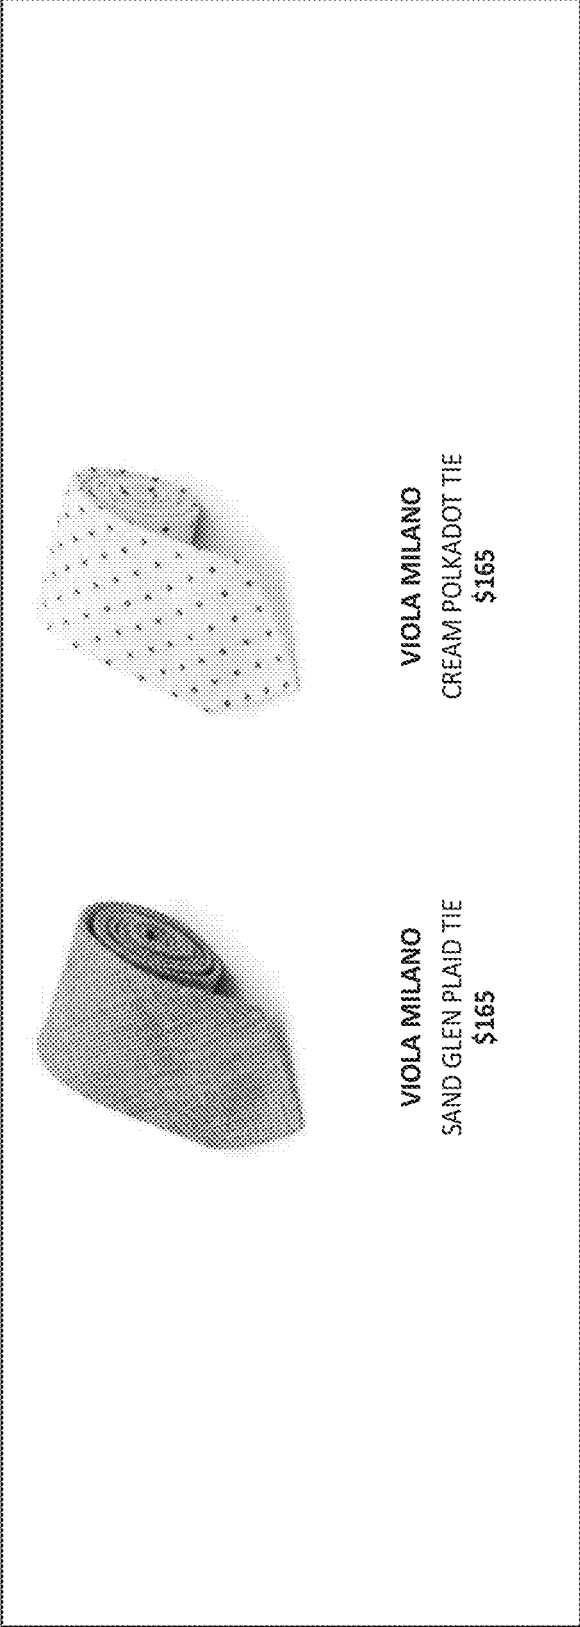 VIOLA MILANO
SAND GLEN PLAID TIE
$165
VIOLA MILANO
CREAM POLKADOT TIE
$165